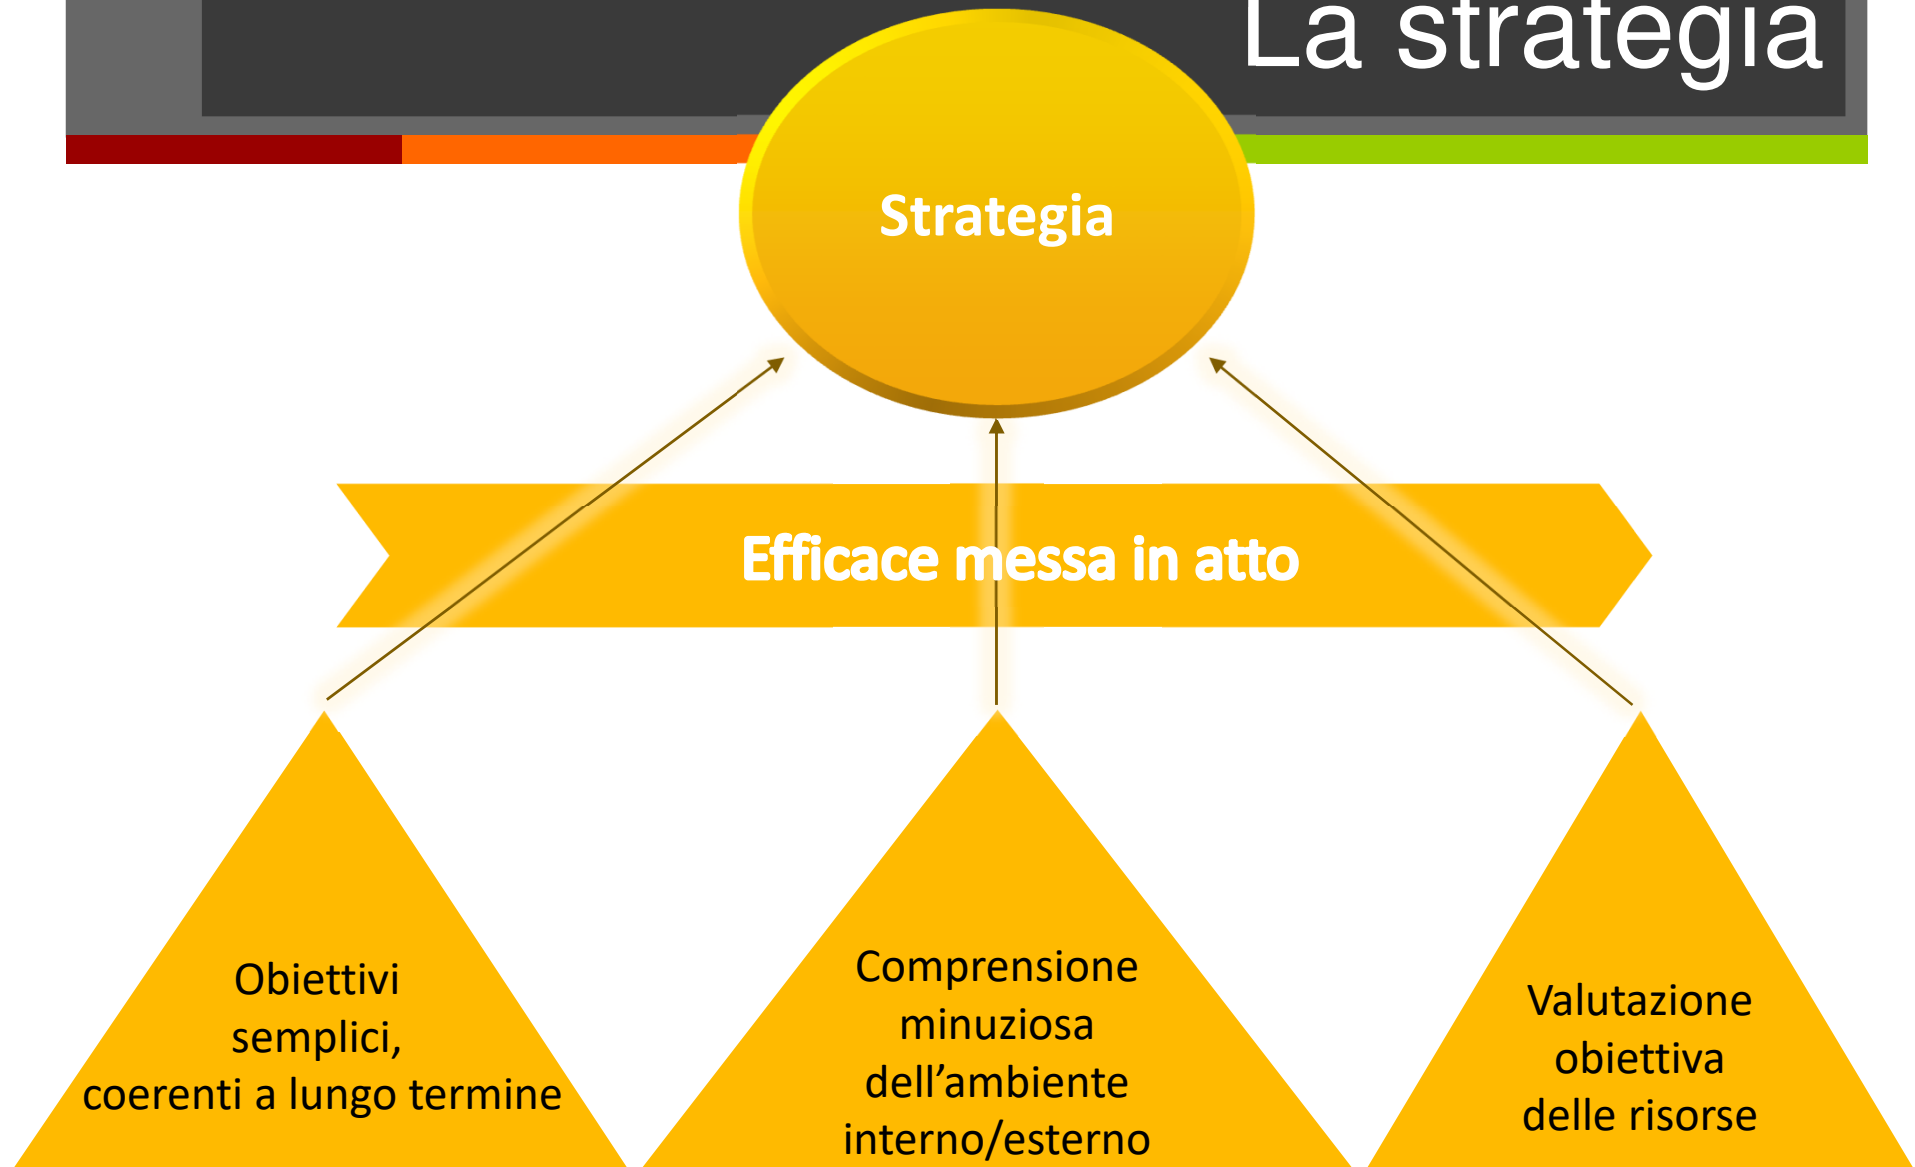 La strategia
Strategia
Efficace messa in atto
Obiettivi
semplici,
coerenti a lungo termine
Comprensione
minuziosa
dell’ambiente
interno/esterno
Valutazione
obiettiva
delle risorse